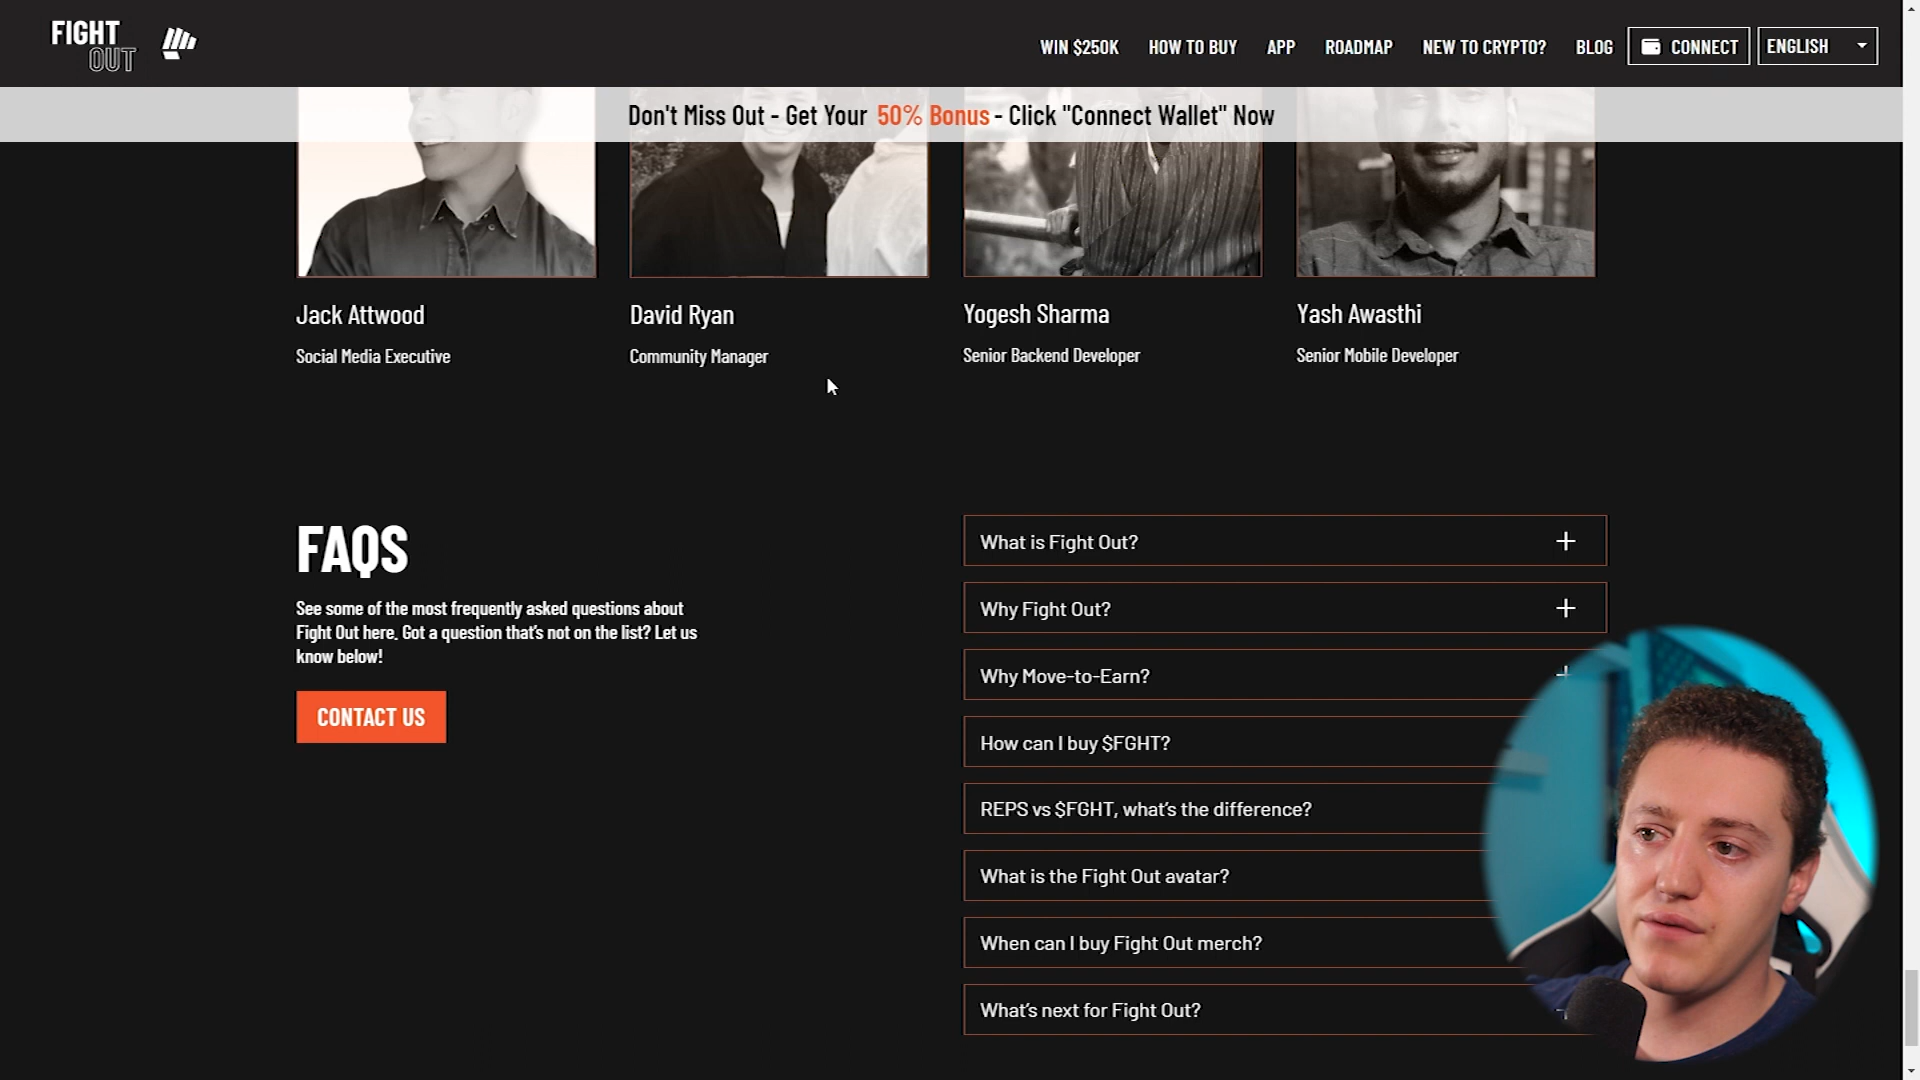 FIGHT
OUT
WIN $250K
HOW TO BUY
APP
ROADMAP
NEW TO CRYPTO?
BLOG
CONNECT
ENGLISH
Don't Miss Out - Get Your 50% Bonus - Click "Connect Wallet" Now
Jack Attwood
Social Media Executive
David Ryan
Community Manager
Yogesh Sharma
Senior Backend Developer
Yash Awasthi
Senior Mobile Developer
FAQS
See some of the most frequently asked questions about
Fight Out here. Got a question that's not on the list? Let us
know below!
CONTACT US
What is Fight Out?
Why Fight Out?
Why Move-to-Earn?
How can I buy $FGHT?
REPS vs $FGHT, what's the difference?
What is the Fight Out avatar?
When can I buy Fight Out merch?
What's next for Fight Out?